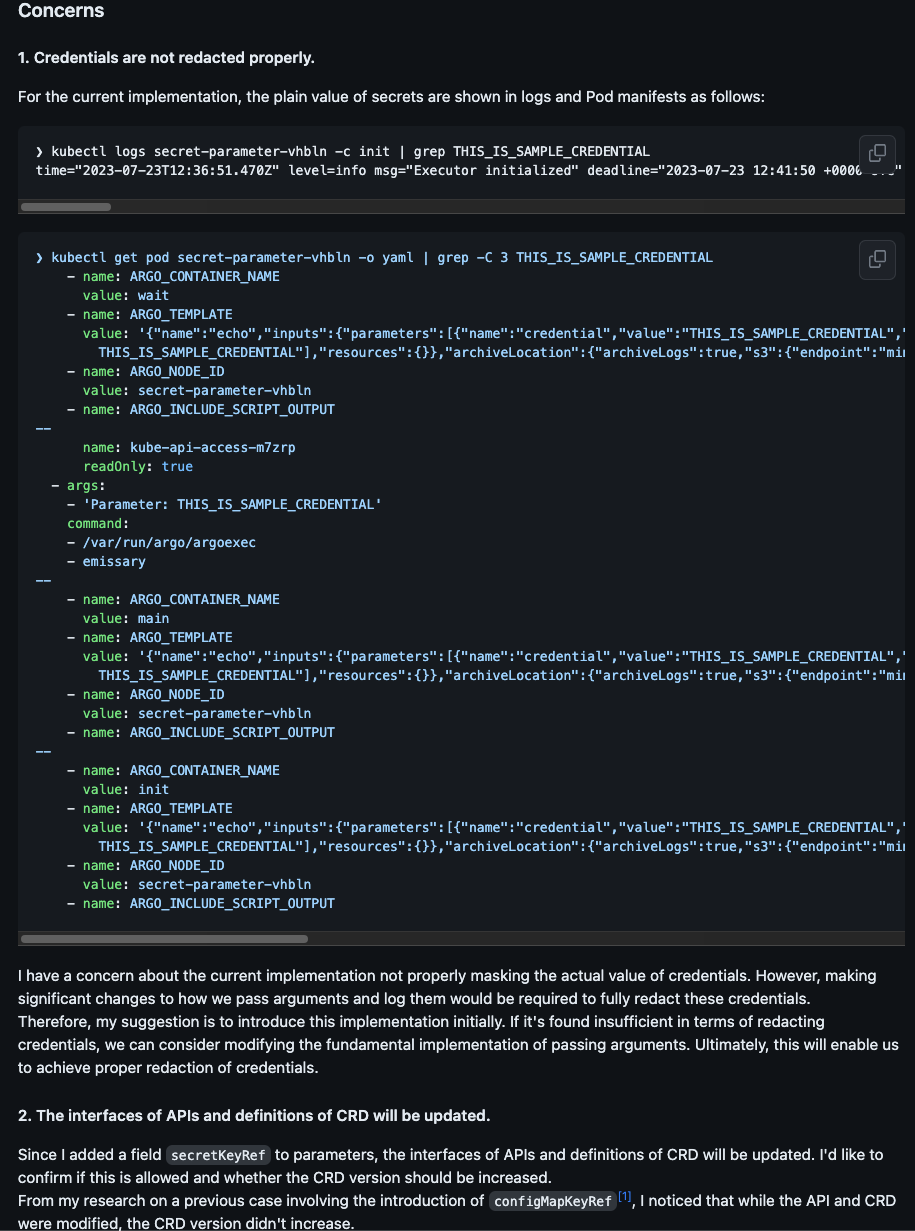 Concerns
1. Credentials are not redacted properly.
For the current implementation, the plain value of secrets are shown in logs and Pod manifests as follows:
❯ kubectl logs secret-parameter-vhbln -c init | grep THIS_IS_SAMPLE_CREDENTIAL
time="2023-07-23T12:36:51.470Z" level=info msg="Executor initialized" deadline="2023-07-23 12:41:50 +0000
❯ kubectl get pod secret-parameter-vhbln -o yaml | grep -C 3 THIS_IS_SAMPLE_CREDENTIAL
- name: ARGO_CONTAINER_NAME
value: wait
- name: ARGO_TEMPLATE
value: '{"name":"echo","inputs":{"parameters":[{"name":"credential","value":"THIS_IS_SAMPLE_CREDENTIAL","
THIS_IS_SAMPLE_CREDENTIAL"],"resources":{}},"archiveLocation":{"archiveLogs":true,"s3":{"endpoint":"min
- name: ARGO_NODE_ID
value: secret-parameter-vhbln
- name: ARGO_INCLUDE_SCRIPT_OUTPUT
--
name: kube-api-access-m7zrp
readOnly: true
- args:
- 'Parameter: THIS_IS_SAMPLE_CREDENTIAL'
command:
- /var/run/argo/argoexec
- emissary
--
- name: ARGO_CONTAINER_NAME
value: main
- name: ARGO_TEMPLATE
value: '{"name":"echo","inputs":{"parameters":[{"name":"credential","value":"THIS_IS_SAMPLE_CREDENTIAL","
THIS_IS_SAMPLE_CREDENTIAL"],"resources":{}},"archiveLocation":{"archiveLogs":true,"s3":{"endpoint":"min
- name: ARGO_NODE_ID
value: secret-parameter-vhbln
- name: ARGO_INCLUDE_SCRIPT_OUTPUT
--
- name: ARGO_CONTAINER_NAME
value: init
- name: ARGO_TEMPLATE
value: '{"name":"echo","inputs":{"parameters":[{"name":"credential","value":"THIS_IS_SAMPLE_CREDENTIAL","
THIS_IS_SAMPLE_CREDENTIAL"],"resources":{}},"archiveLocation":{"archiveLogs":true,"s3":{"endpoint":"min
- name: ARGO_NODE_ID
value: secret-parameter-vhbln
- name: ARGO_INCLUDE_SCRIPT_OUTPUT
I have a concern about the current implementation not properly masking the actual value of credentials. However, making
significant changes to how we pass arguments and log them would be required to fully redact these credentials.
Therefore, my suggestion is to introduce this implementation initially. If it's found insufficient in terms of redacting
credentials, we can consider modifying the fundamental implementation of passing arguments. Ultimately, this will enable us
to achieve proper redaction of credentials.
2. The interfaces of APIs and definitions of CRD will be updated.
Since I added a field secretKeyRef to parameters, the interfaces of APIs and definitions of CRD will be updated. I'd like to
confirm if this is allowed and whether the CRD version should be increased.
From my research on a previous case involving the introduction of configMapKeyRef [1], I noticed that while the API and CRD
were modified, the CRD version didn't increase.